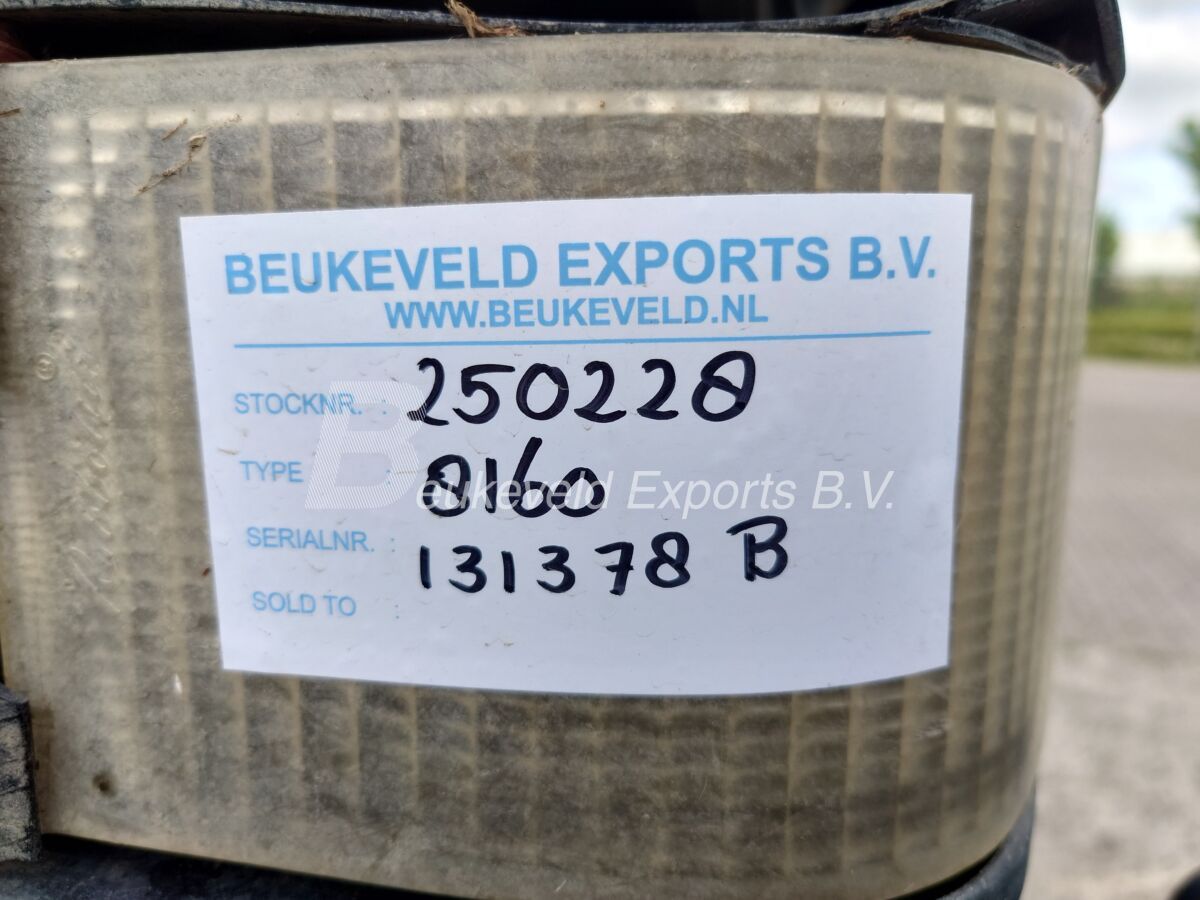 BEUKEVELD EXPORTS B.V.
WWW.BEUKEVELD.NL
STOCKNR. : 250228
TYPE : 8160
Beukeveld Exports B.V.
SERIALNR. : 131378 B
SOLD TO :